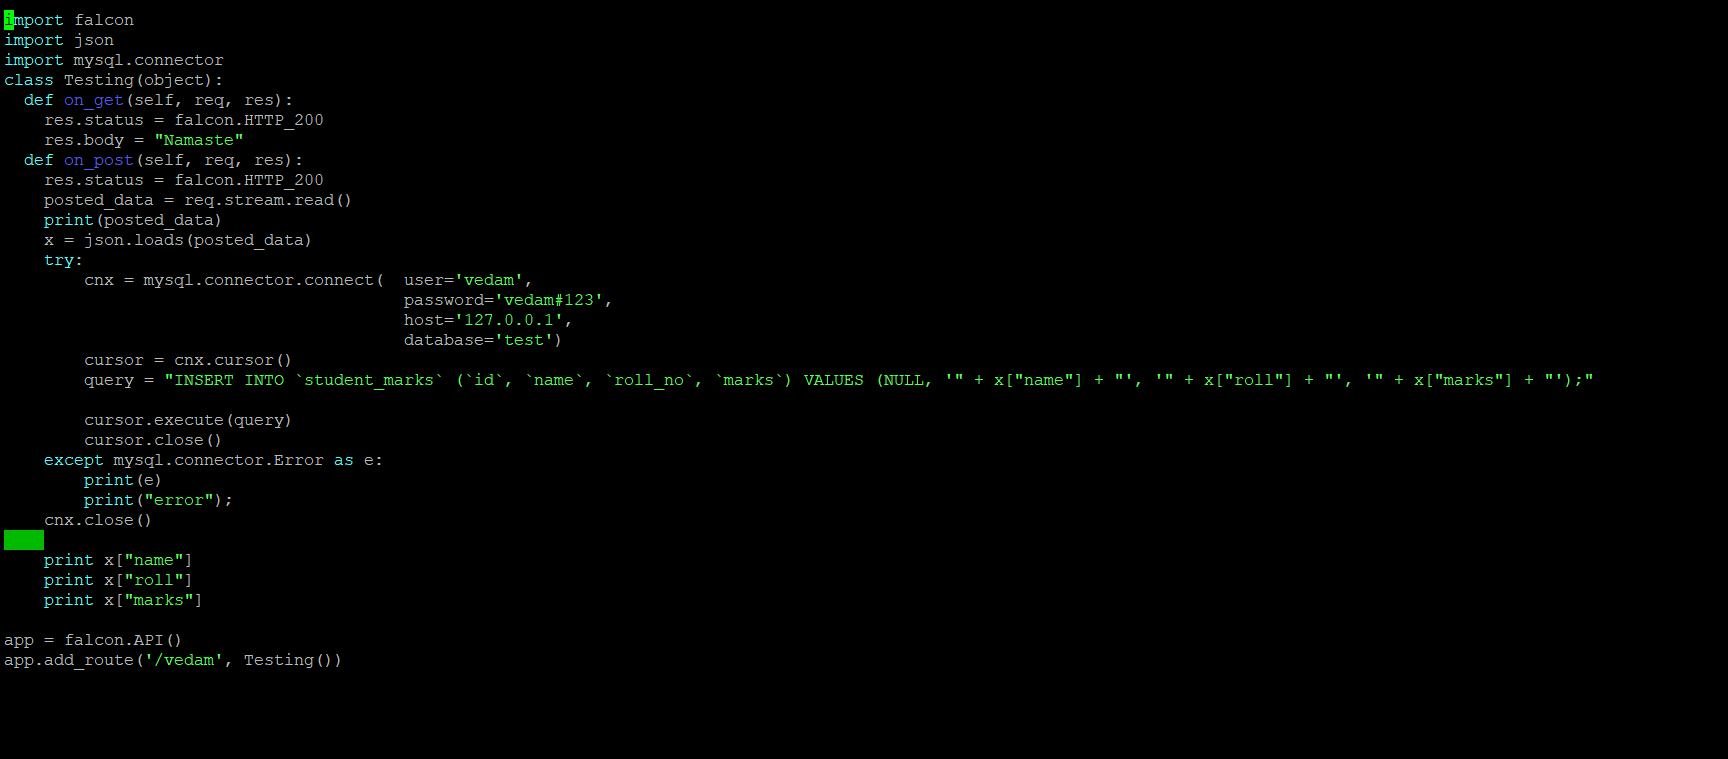 import falcon
import json
import mysql.connector
class Testing(object):
  def on_get(self, req, res):
    res.status = falcon.HTTP_200
    res.body = "Namaste"
  def on_post(self, req, res):
    res.status = falcon.HTTP_200
    posted_data = req.stream.read()
    print(posted_data)
    x = json.loads(posted_data)
    try:
        cnx = mysql.connector.connect(  user='vedam',
                                        password='vedam#123',
                                        host='127.0.0.1',
                                        database='test')
        cursor = cnx.cursor()
        query = "INSERT INTO `student_marks` (`id`, `name`, `roll_no`, `marks`) VALUES (NULL, '" + x["name"] + "', '" + x["roll"] + "', '" + x["marks"] + "');"

        cursor.execute(query)
        cursor.close()
    except mysql.connector.Error as e:
        print(e)
        print("error");
    cnx.close()

    print x["name"]
    print x["roll"]
    print x["marks"]

app = falcon.API()
app.add_route('/vedam', Testing())